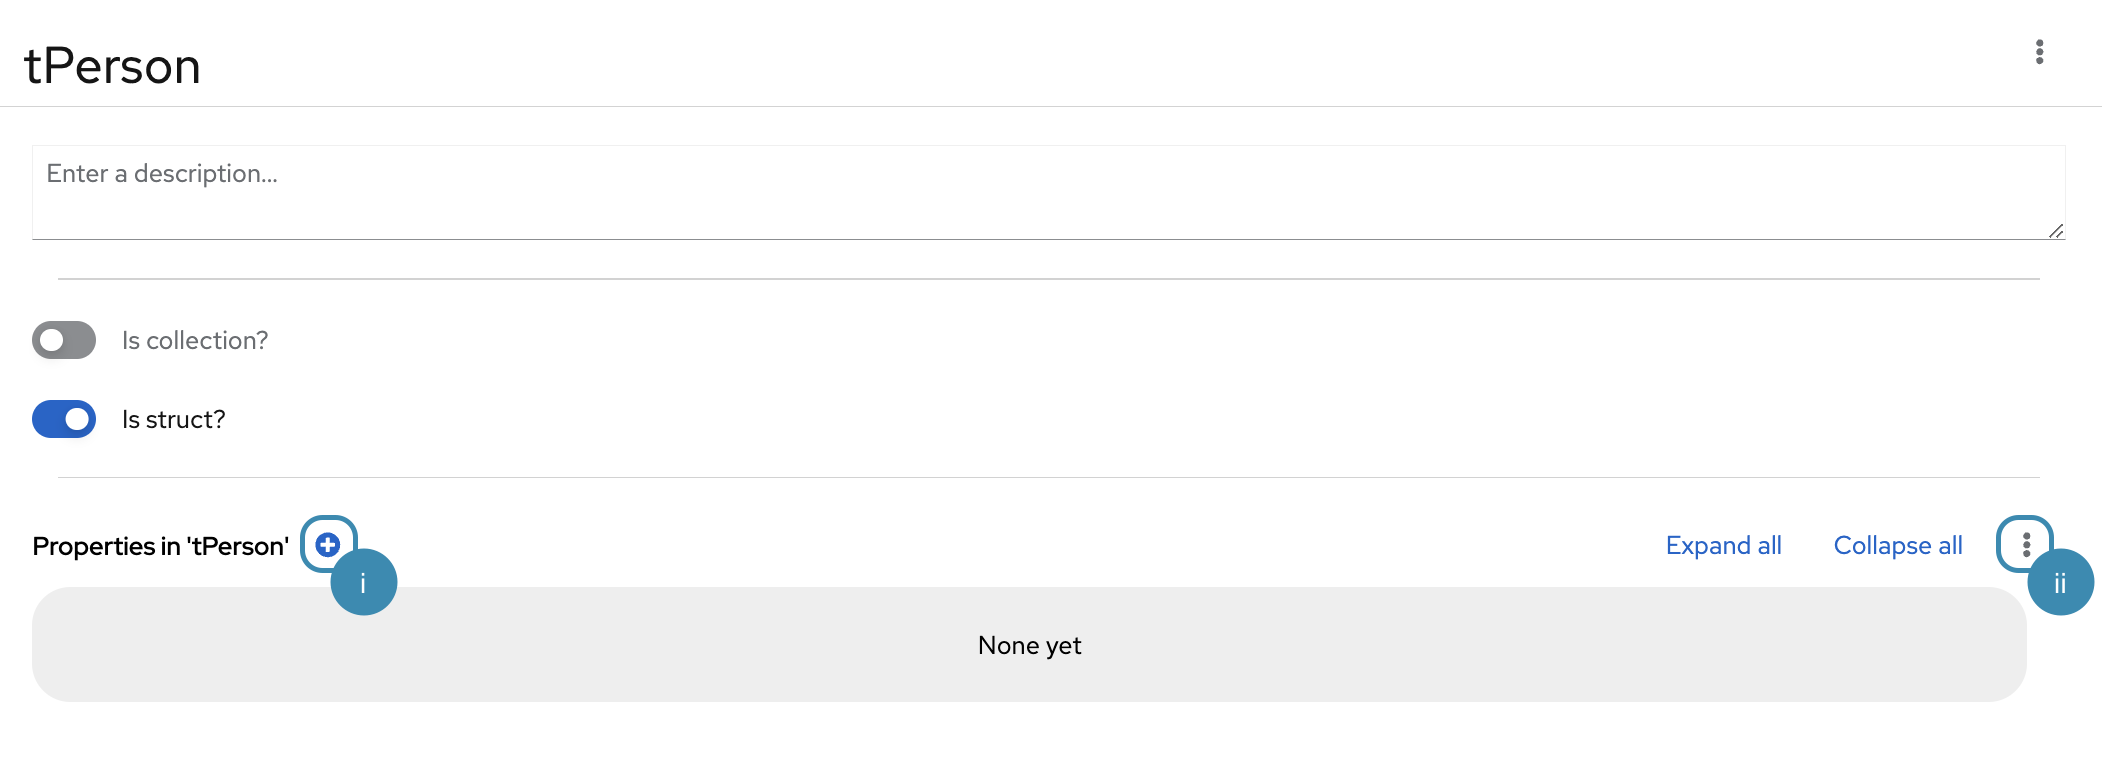 tPerson
Enter a description...
Is collection?
Is struct?
Properties in 'tPerson' Expand all Collapse all
i ii
None yet